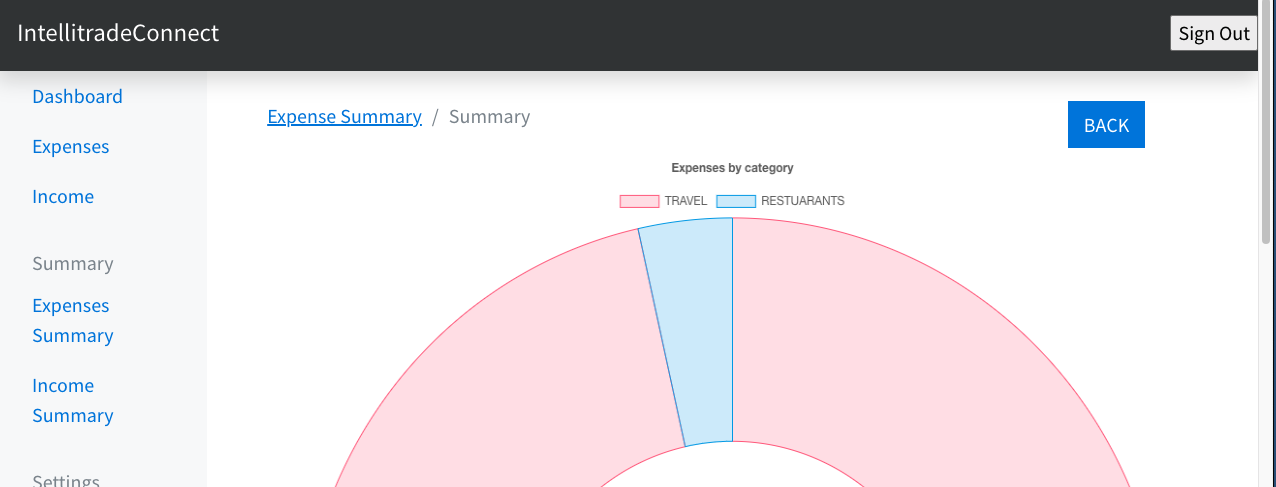 IntellitradeConnect
Sign Out
Dashboard
Expenses
Income
Summary
Expenses
Summary
Income
Summary
Settings
Expense Summary / Summary
BACK
Expenses by category
TRAVEL RESTUARANTS